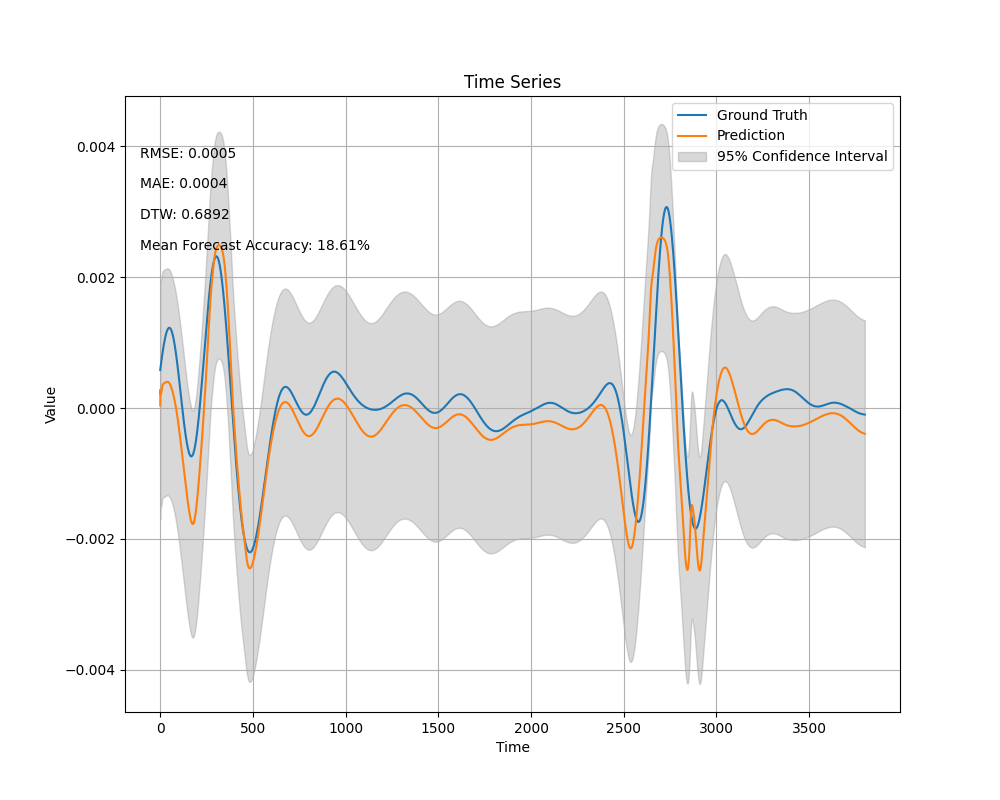 Time Series
Ground Truth
Prediction
95% Confidence Interval
RMSE: 0.0005
MAE: 0.0004
DTW: 0.6892
Mean Forecast Accuracy: 18.61%
Value
0.004
0.002
0.000
−0.002
−0.004
0 500 1000 1500 2000 2500 3000 3500
Time